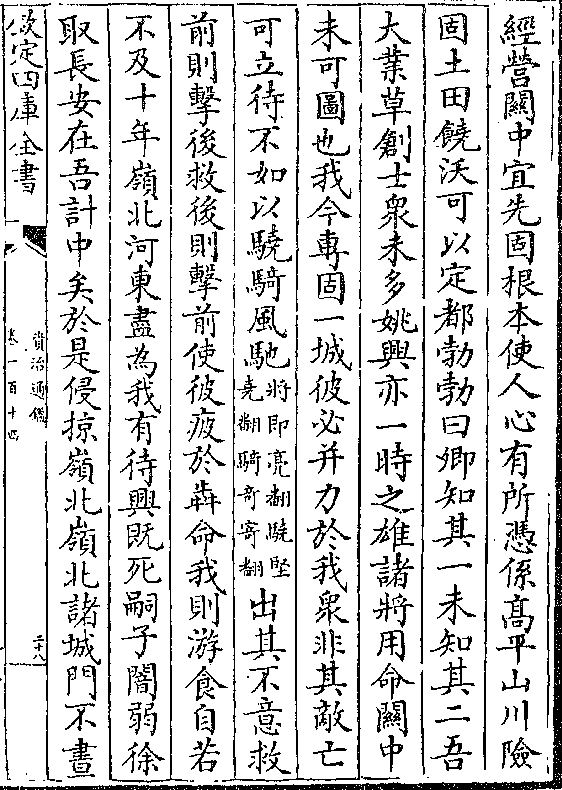 經營闗中宜先固根本使人心有所憑係髙平山川險
固土田饒沃可以定都勃勃曰卿知其一未知其二吾
大業草創士衆未多姚興亦一時之雄諸將用命闗中
未可圖也我今專固一城彼必并力於我衆非其敵亡
可立待不如以驍騎風馳將即亮翻驍堅堯翻騎奇寄翻出其不意救
前則擊後救後則擊前使彼疲於犇命我則游食自若
不及十年嶺北河東盡為我有待興既死嗣子闇弱徐
取長安在吾計中矣於是侵掠嶺北嶺北諸城門不晝
欽定四庫全書
資治通鑑
卷一百十四
二十八